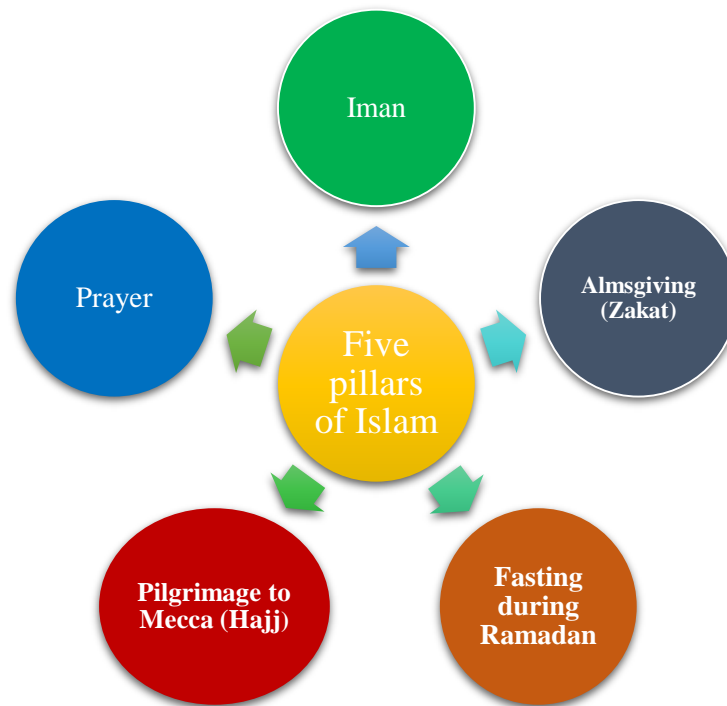 Iman
Prayer
Almsgiving
(Zakat)
Five
pillars
of Islam
Pilgrimage to
Mecca (Hajj)
Fasting
during
Ramadan